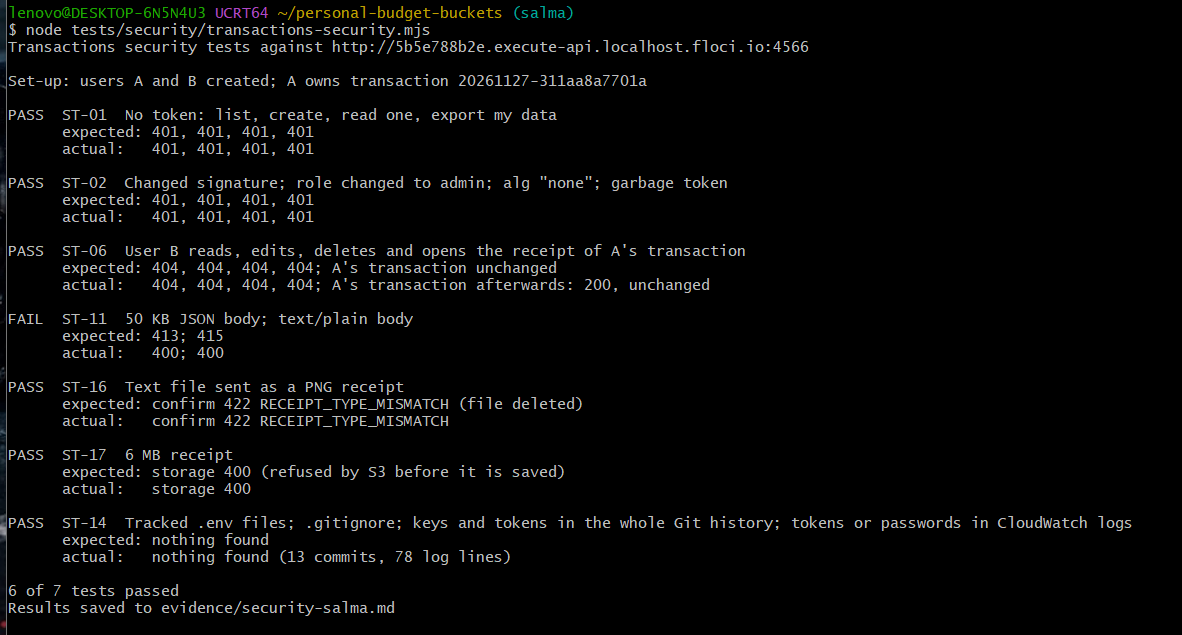 lenovo@DESKTOP-6N5N4U3 UCRT64 ~/personal-budget-buckets (salma)
$ node tests/security/transactions-security.mjs
Transactions security tests against http://5b5e788b2e.execute-api.localhost.floci.io:4566
Set-up: users A and B created; A owns transaction 20261127-311aa8a7701a
PASS  ST-01  No token: list, create, read one, export my data
      expected: 401, 401, 401, 401
      actual:   401, 401, 401, 401
PASS  ST-02  Changed signature; role changed to admin; alg "none"; garbage token
      expected: 401, 401, 401, 401
      actual:   401, 401, 401, 401
PASS  ST-06  User B reads, edits, deletes and opens the receipt of A's transaction
      expected: 404, 404, 404, 404; A's transaction unchanged
      actual:   404, 404, 404, 404; A's transaction afterwards: 200, unchanged
FAIL  ST-11  50 KB JSON body; text/plain body
      expected: 413; 415
      actual:   400; 400
PASS  ST-16  Text file sent as a PNG receipt
      expected: confirm 422 RECEIPT_TYPE_MISMATCH (file deleted)
      actual:   confirm 422 RECEIPT_TYPE_MISMATCH
PASS  ST-17  6 MB receipt
      expected: storage 400 (refused by S3 before it is saved)
      actual:   storage 400
PASS  ST-14  Tracked .env files; .gitignore; keys and tokens in the whole Git history; tokens or passwords in CloudWatch logs
      expected: nothing found
      actual:   nothing found (13 commits, 78 log lines)
6 of 7 tests passed
Results saved to evidence/security-salma.md